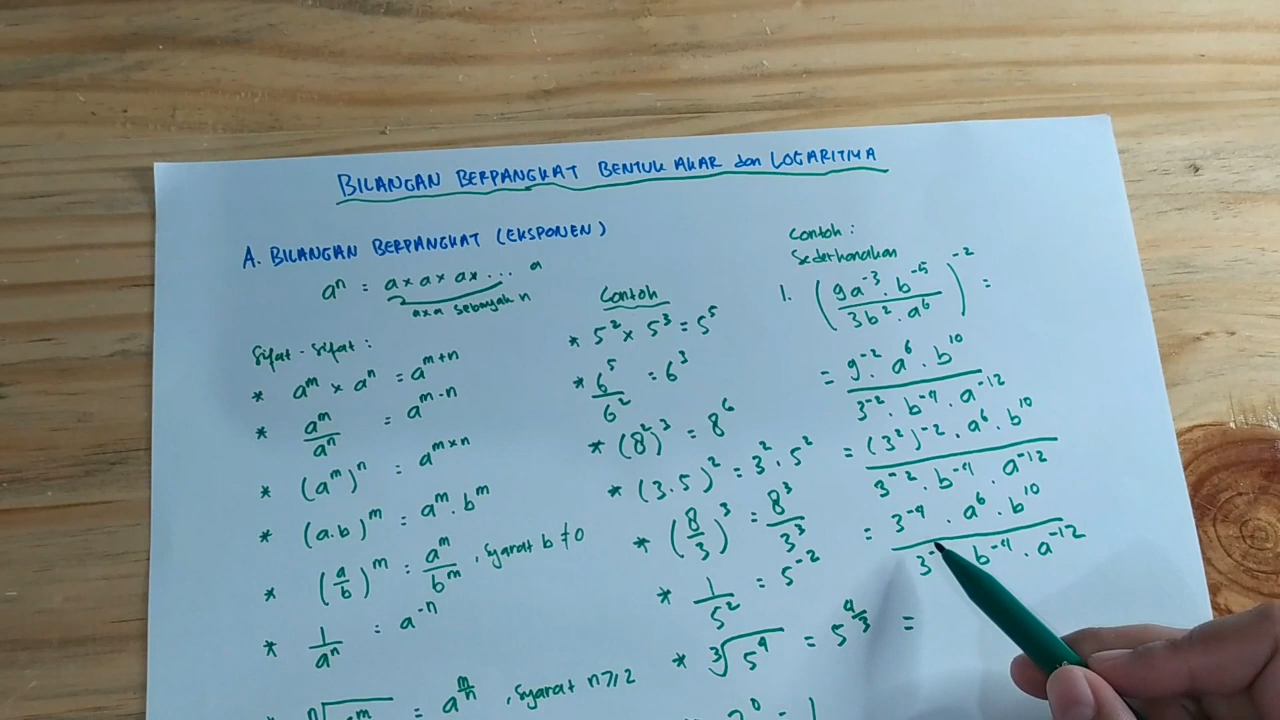 BILANGAN BERPANGKAT BENTUK AKAR dan LOGARITMA
A. BILANGAN BERPANGKAT (EKSPONEN)
aⁿ = a × a × a × ... a
axa sebanyak n
Sifat-sifat :
* aᵐ × aⁿ = aᵐ⁺ⁿ
* aᵐ/aⁿ = aᵐ⁻ⁿ
* (aᵐ)ⁿ = aᵐˣⁿ
* (a.b)ᵐ = aᵐ . bᵐ
* (a/b)ᵐ = aᵐ/bᵐ , syarat b ≠ 0
* 1/aⁿ = a⁻ⁿ
= a^(m/n) , syarat n ≥ 2
Contoh
* 5² × 5³ = 5⁵
* 6⁵/6² = 6³
* (8²)³ = 8⁶
* (3.5)² = 3² . 5²
* (8/3)³ = 8³/3³
* 1/5² = 5⁻²
* ³√5⁴ = 5^(4/3)
Contoh :
Sederhanakan
1. (9a⁻³ . b⁻⁵ / 3b² . a⁶)⁻² =
= 9⁻² . a⁶ . b¹⁰ / 3⁻² . b⁻⁴ . a⁻¹²
= (3²)⁻² . a⁶ . b¹⁰ / 3⁻² . b⁻⁴ . a⁻¹²
= 3⁻⁴ . a⁶ . b¹⁰ / 3⁻ . b⁻⁴ . a⁻¹²
=